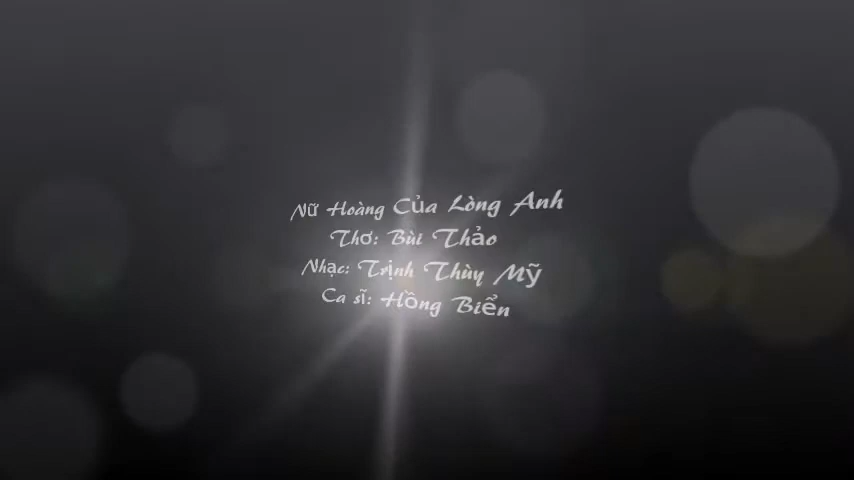 Nữ Hoàng Của Lòng Anh
Thơ: Bùi Thảo
Nhạc: Trịnh Thùy Mỹ
Ca sĩ: Hồng Biển